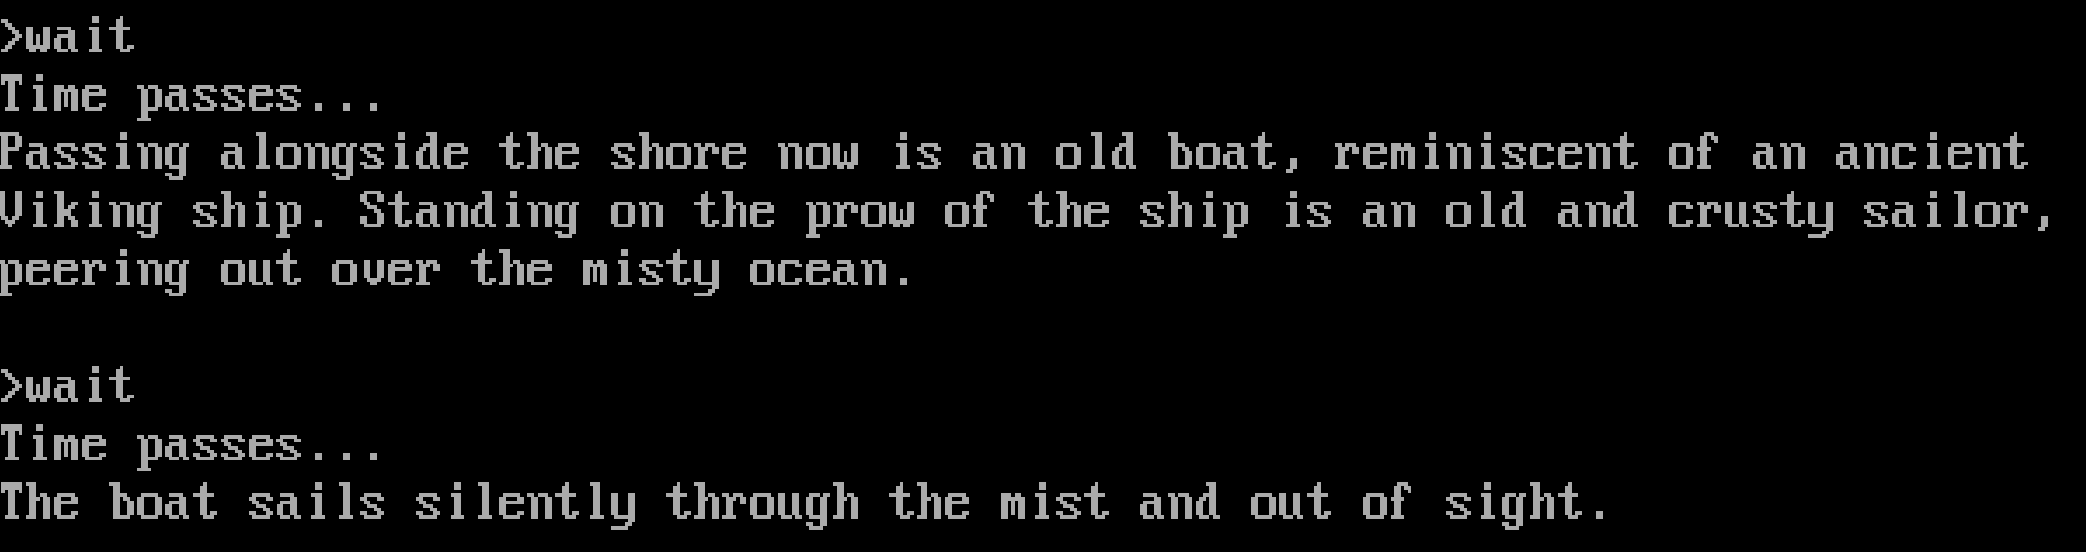 >wait
Time passes...
Passing alongside the shore now is an old boat, reminiscent of an ancient
Viking ship. Standing on the prow of the ship is an old and crusty sailor,
peering out over the misty ocean.
>wait
Time passes...
The boat sails silently through the mist and out of sight.